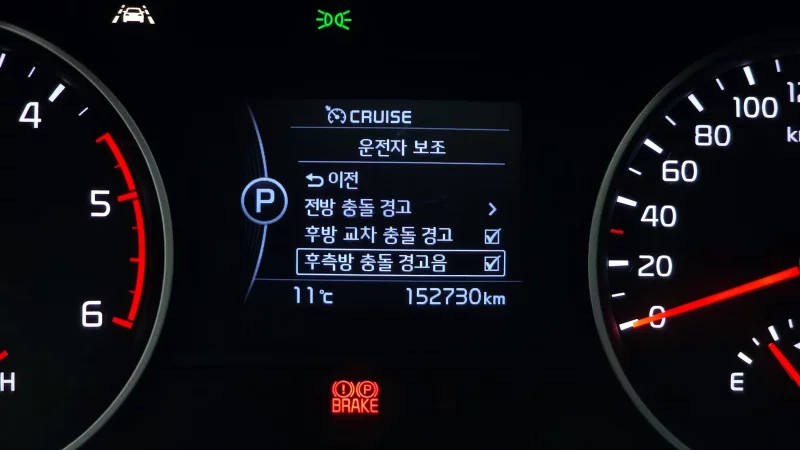 CRUISE
운전자 보조
이전
P
전방 충돌 경고
후방 교차 충돌 경고
후측방 충돌 경고음
11℃ 152730km
4
5
6
H
100
80
60
40
20
0
E
(!) (P)
BRAKE